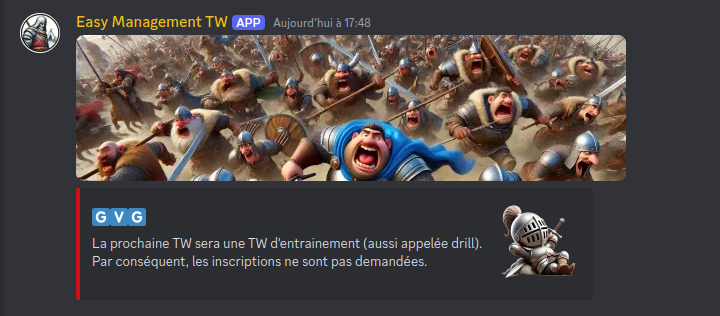 Easy Management TW APP Aujourd'hui à 17:48
G V G
La prochaine TW sera une TW d'entrainement (aussi appelée drill).
Par conséquent, les inscriptions ne sont pas demandées.